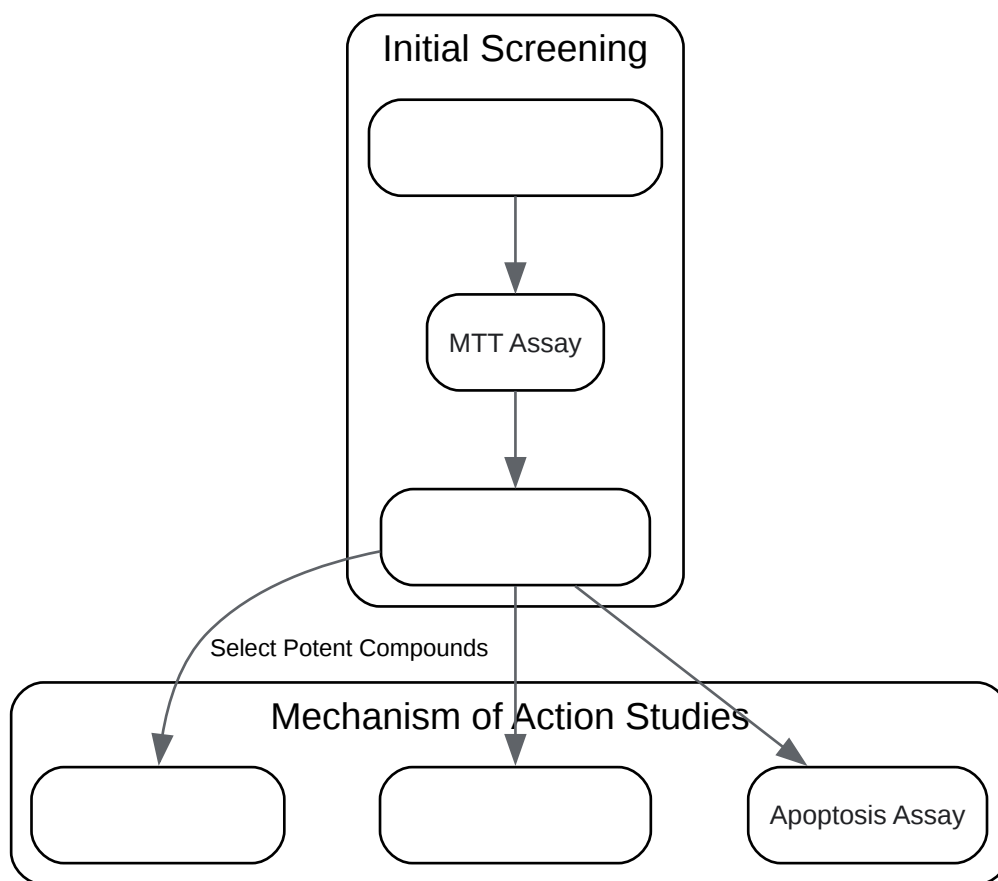 Initial Screening
MTT Assay
Select Potent Compounds
Mechanism of Action Studies
Apoptosis Assay